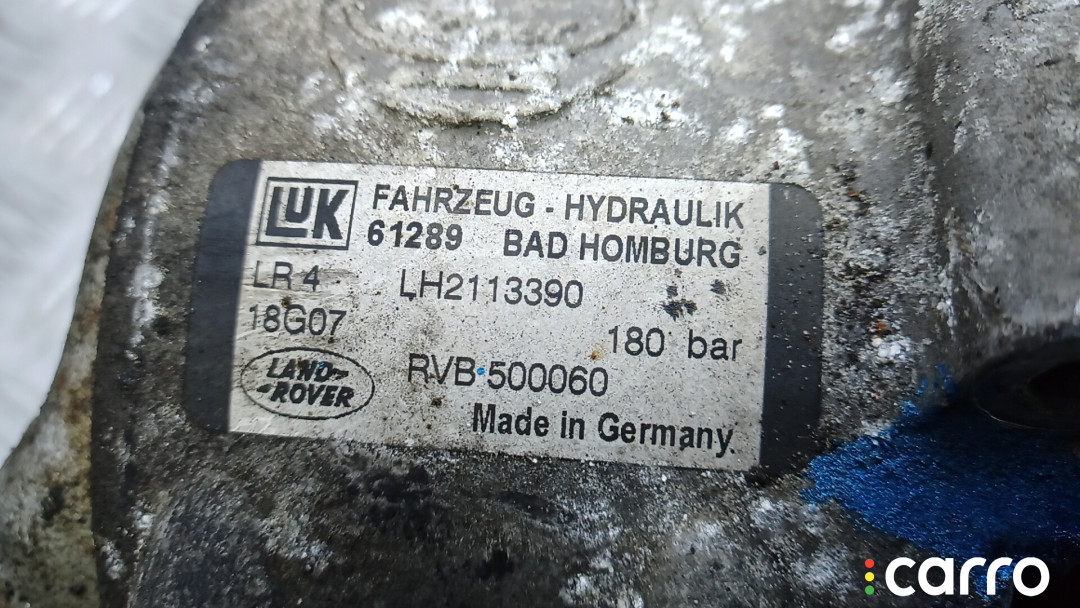 LUK FAHRZEUG - HYDRAULIK
61289 BAD HOMBURG
LR 4 LH2113390
18G07 180 bar
LAND ROVER RVB 500060
Made in Germany.
carro